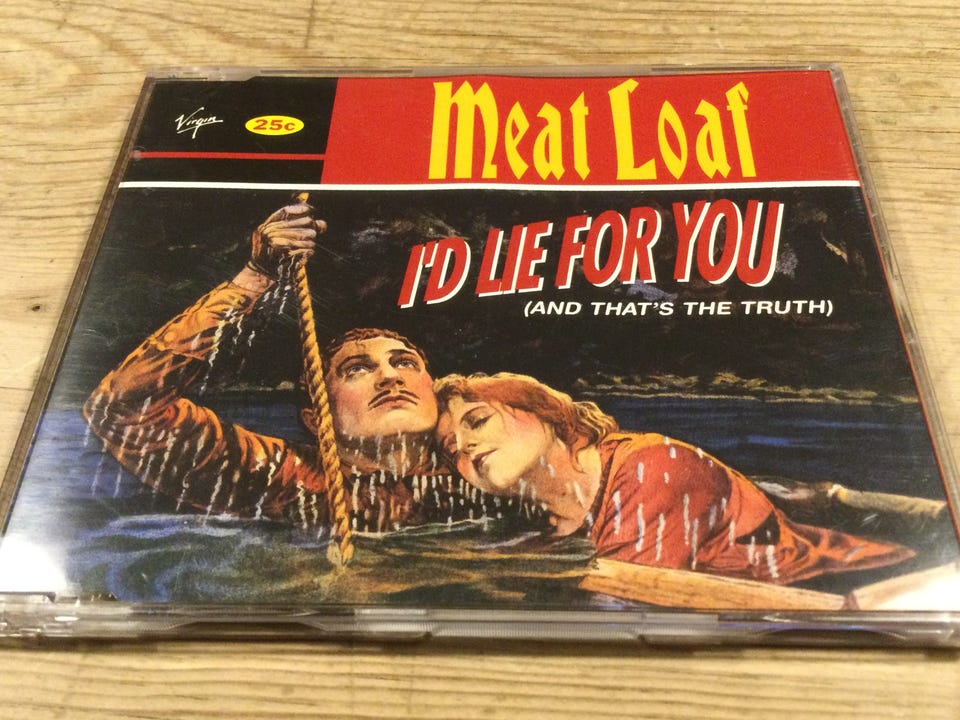 Virgin
25c
Meat Loaf
I'D LIE FOR YOU
(AND THAT'S THE TRUTH)